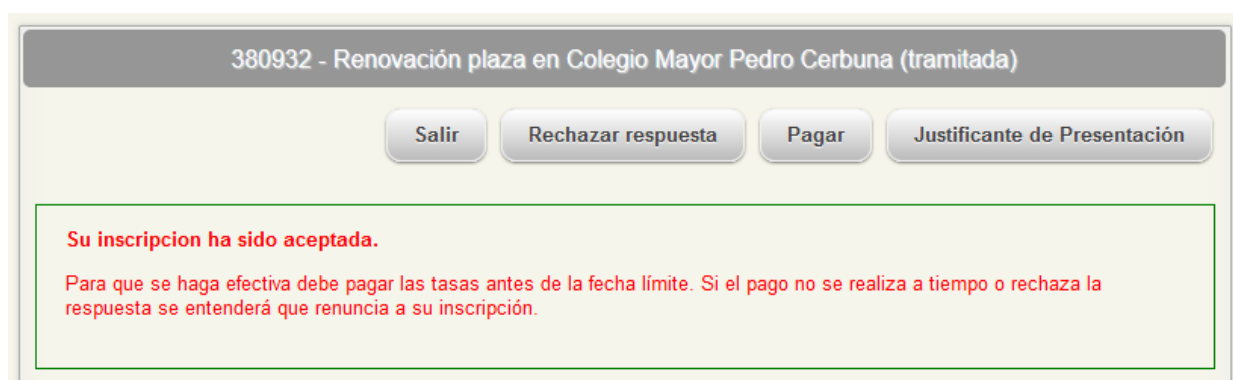 380932 - Renovación plaza en Colegio Mayor Pedro Cerbuna (tramitada)
Salir Rechazar respuesta Pagar Justificante de Presentación
Su inscripcion ha sido aceptada.
Para que se haga efectiva debe pagar las tasas antes de la fecha límite. Si el pago no se realiza a tiempo o rechaza la
respuesta se entenderá que renuncia a su inscripción.